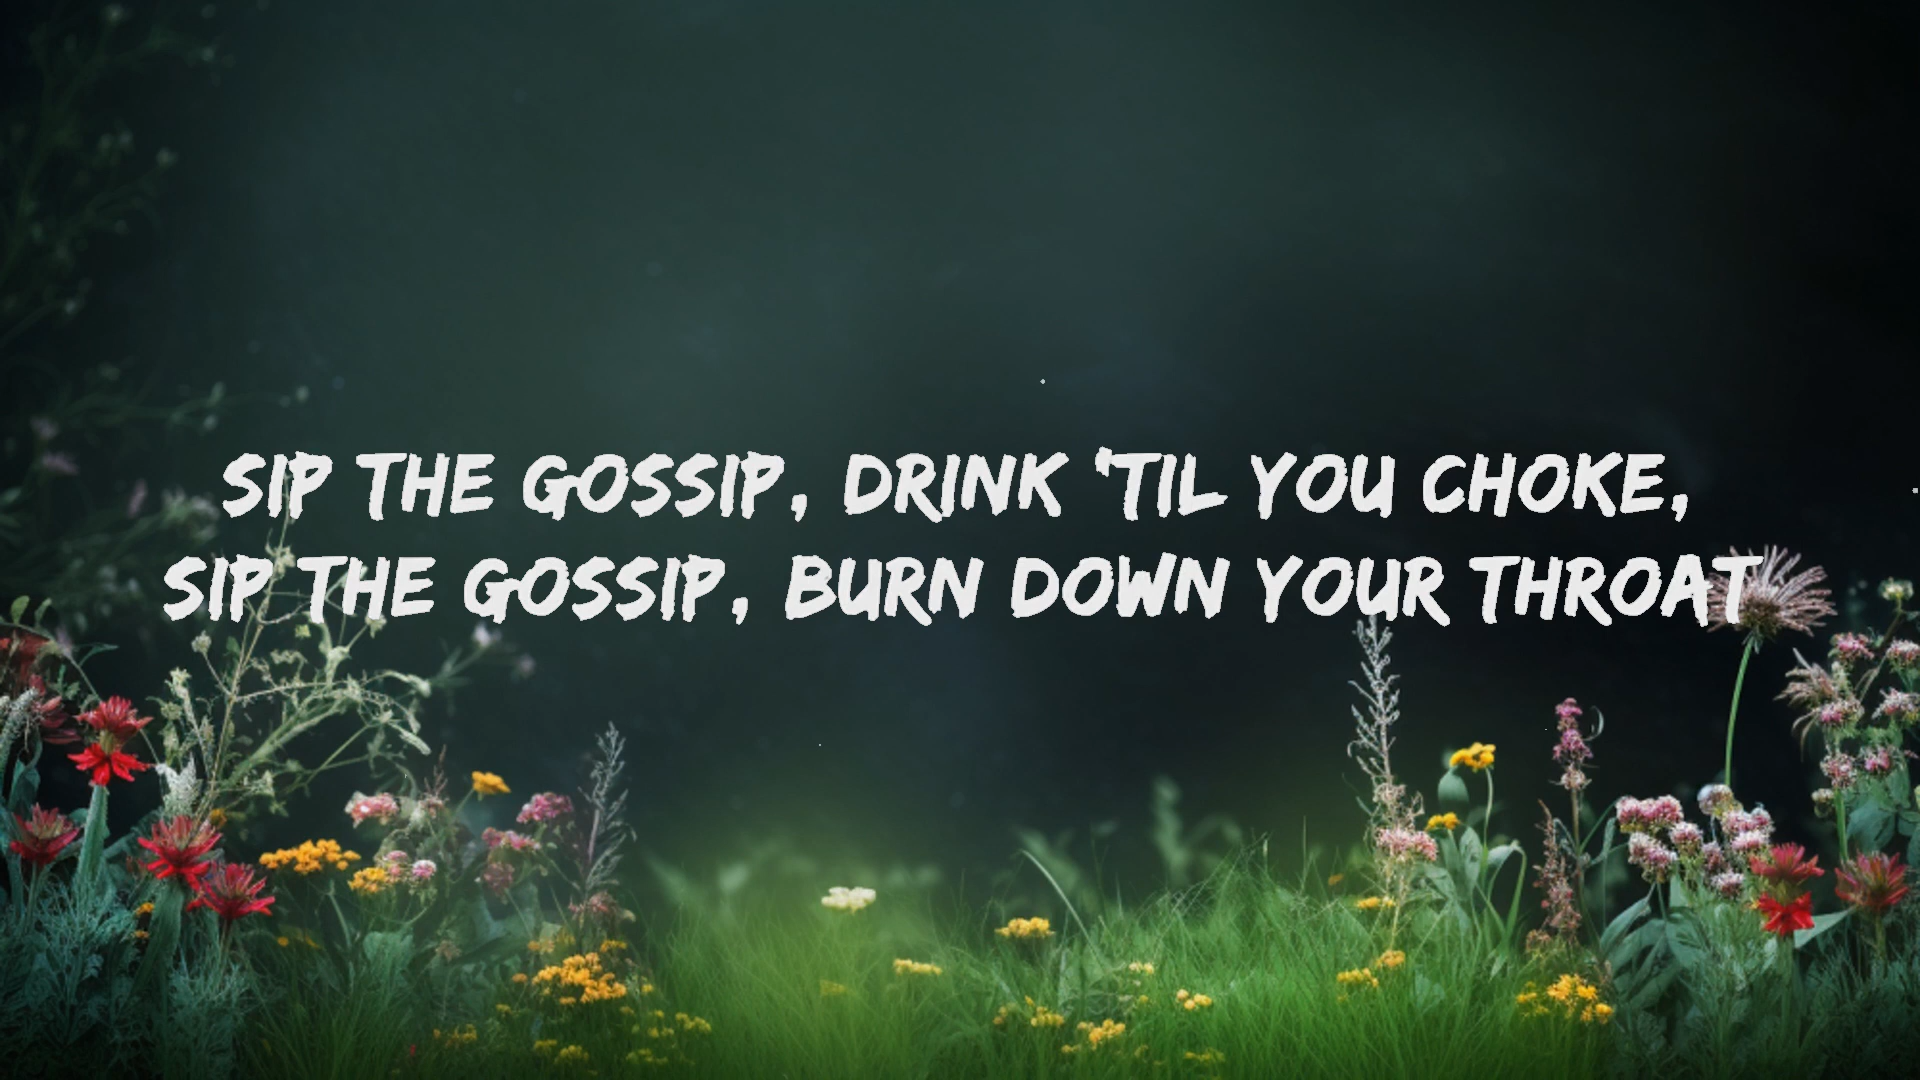 SIP THE GOSSIP, DRINK 'TIL YOU CHOKE,
SIP THE GOSSIP, BURN DOWN YOUR THROAT